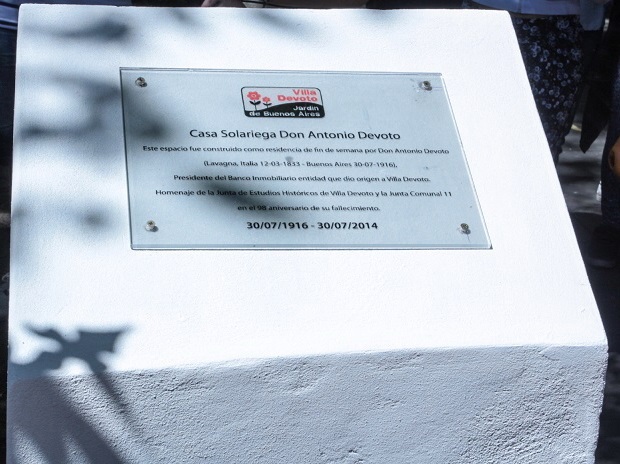 Villa
Devoto
Jardín
de Buenos Aires
Casa Solariega Don Antonio Devoto
Este espacio fue construido como residencia de fin de semana por Don Antonio Devoto
(Lavagna, Italia 12-03-1833 - Buenos Aires 30-07-1916),
Presidente del Banco Inmobiliario entidad que dio origen a Villa Devoto.
Homenaje de la Junta de Estudios Históricos de Villa Devoto y la Junta Comunal 11
en el 98 aniversario de su fallecimiento.
30/07/1916 - 30/07/2014